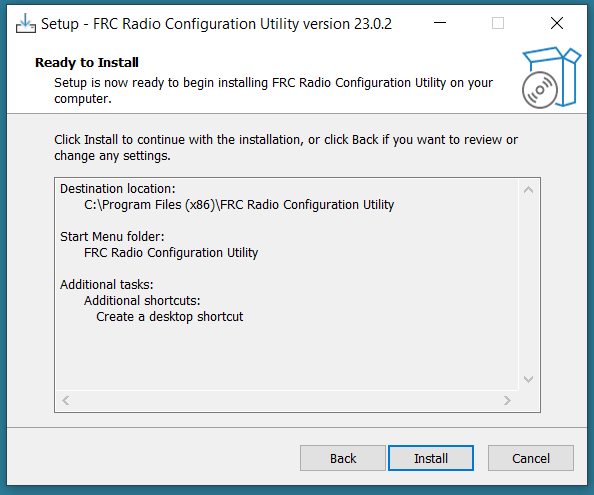 Setup - FRC Radio Configuration Utility version 23.0.2
Ready to Install
Setup is now ready to begin installing FRC Radio Configuration Utility on your
computer.
Click Install to continue with the installation, or click Back if you want to review or
change any settings.
Destination location:
C:\Program Files (x86)\FRC Radio Configuration Utility
Start Menu folder:
FRC Radio Configuration Utility
Additional tasks:
Additional shortcuts:
Create a desktop shortcut
Back Install Cancel